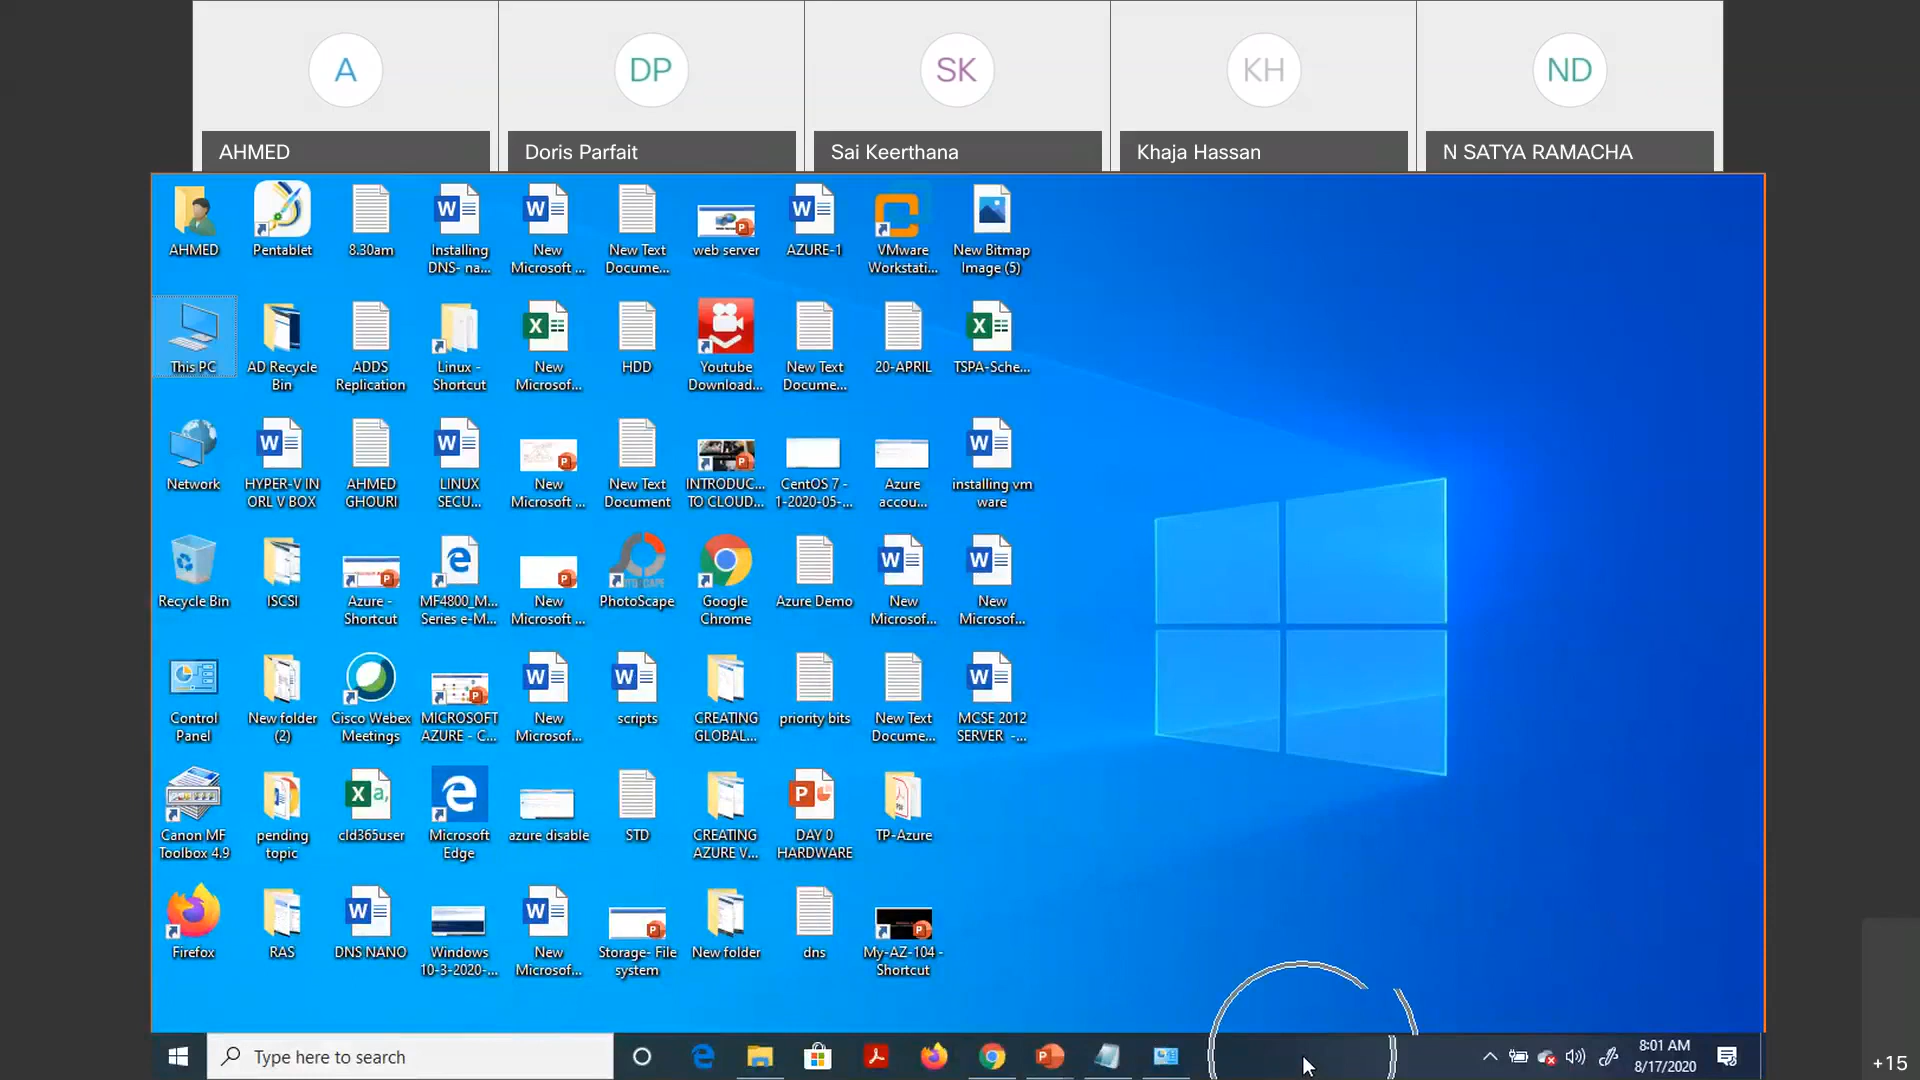 A
DP
SK
KH
ND
AHMED
Doris Parfait
Sai Keerthana
Khaja Hassan
N SATYA RAMACHA
AHMED
Pentablet
8.30am
Installing
DNS- na...
New
Microsoft ...
New Text
Docume...
web server
AZURE-1
VMware
Workstati...
New Bitmap
Image (5)
This PC
AD Recycle
Bin
ADDS
Replication
Linux -
Shortcut
New
Microsof...
HDD
Youtube
Download...
New Text
Docume...
20-APRIL
TSPA-Sche...
Network
HYPER-V IN
ORL V BOX
AHMED
GHOURI
LINUX
SECU...
New
Microsoft ...
New Text
Document
INTRODUC...
TO CLOUD...
CentOS 7 -
1-2020-05-...
Azure
accou...
installing vm
ware
Recycle Bin
ISCSI
Azure -
Shortcut
MF4800_M...
Series e-M...
New
Microsoft ...
PhotoScape
Google
Chrome
Azure Demo
New
Microsof...
New
Microsof...
Control
Panel
New folder
(2)
Cisco Webex
Meetings
MICROSOFT
AZURE - C...
New
Microsof...
scripts
CREATING
GLOBAL...
priority bits
New Text
Docume...
MCSE 2012
SERVER -...
Canon MF
Toolbox 4.9
pending
topic
cld365user
Microsoft
Edge
azure disable
STD
CREATING
AZURE V...
DAY 0
HARDWARE
TP-Azure
Firefox
RAS
DNS NANO
Windows
10-3-2020-...
New
Microsof...
Storage- File
system
New folder
dns
My-AZ-104 -
Shortcut
Type here to search
8:01 AM
8/17/2020
+15